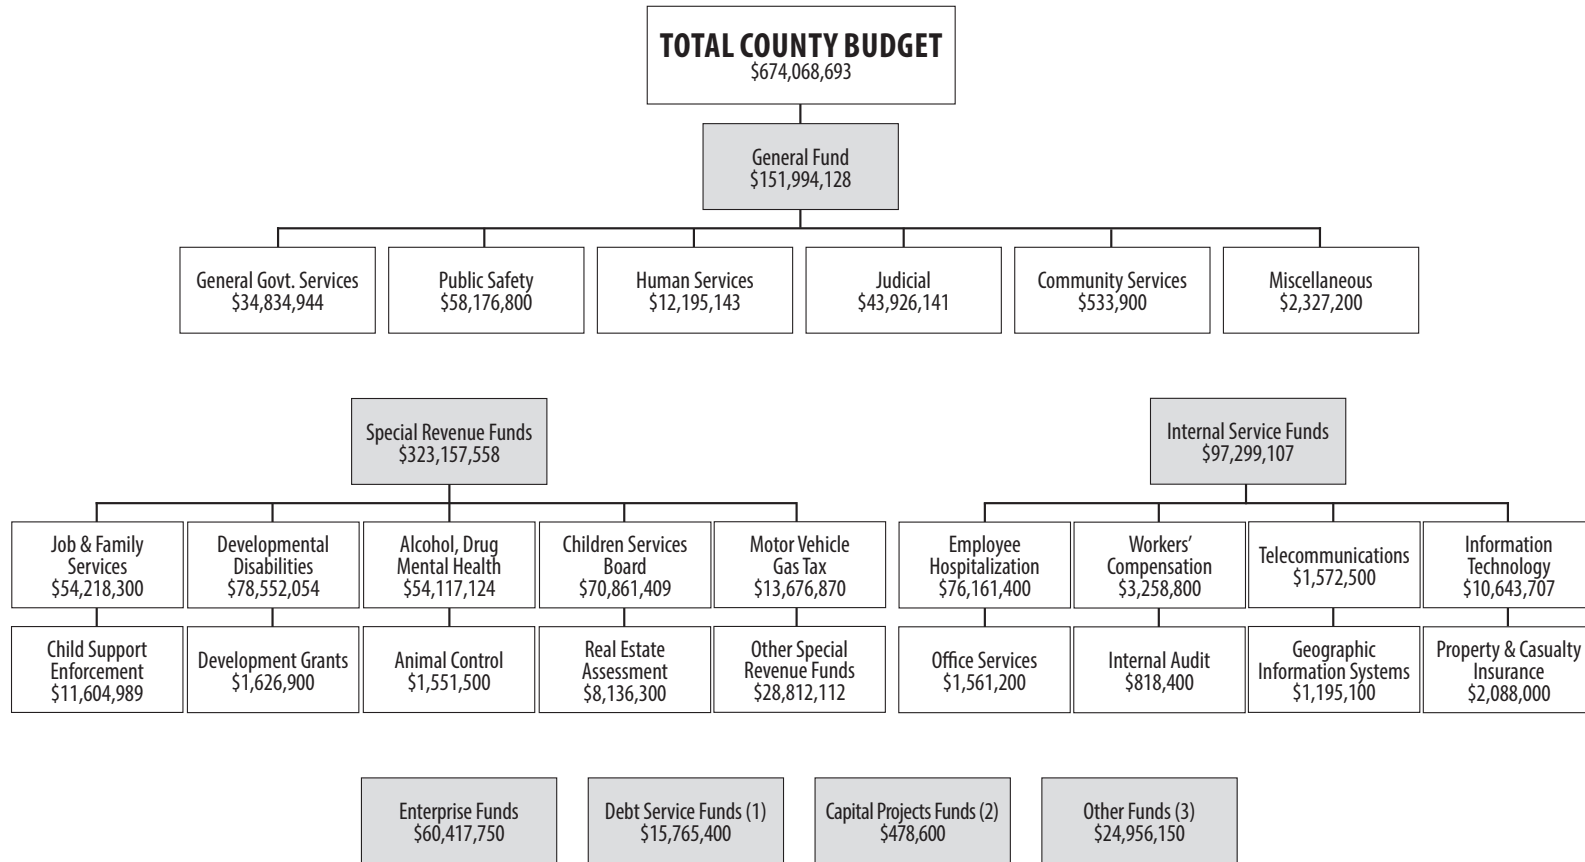 TOTAL COUNTY BUDGET
$674,068,693
General Fund
$151,994,128
General Govt. Services
$34,834,944
Public Safety
$58,176,800
Human Services
$12,195,143
Judicial
$43,926,141
Community Services
$533,900
Miscellaneous
$2,327,200
Special Revenue Funds
$323,157,558
Job & Family
Services
$54,218,300
Developmental
Disabilities
$78,552,054
Alcohol, Drug
Mental Health
$54,117,124
Children Services
Board
$70,861,409
Motor Vehicle
Gas Tax
$13,676,870
Child Support
Enforcement
$11,604,989
Development Grants
$1,626,900
Animal Control
$1,551,500
Real Estate
Assessment
$8,136,300
Other Special
Revenue Funds
$28,812,112
Internal Service Funds
$97,299,107
Employee
Hospitalization
$76,161,400
Workers’
Compensation
$3,258,800
Telecommunications
$1,572,500
Information
Technology
$10,643,707
Office Services
$1,561,200
Internal Audit
$818,400
Geographic
Information Systems
$1,195,100
Property & Casualty
Insurance
$2,088,000
Enterprise Funds
$60,417,750
Debt Service Funds (1)
$15,765,400
Capital Projects Funds (2)
$478,600
Other Funds (3)
$24,956,150